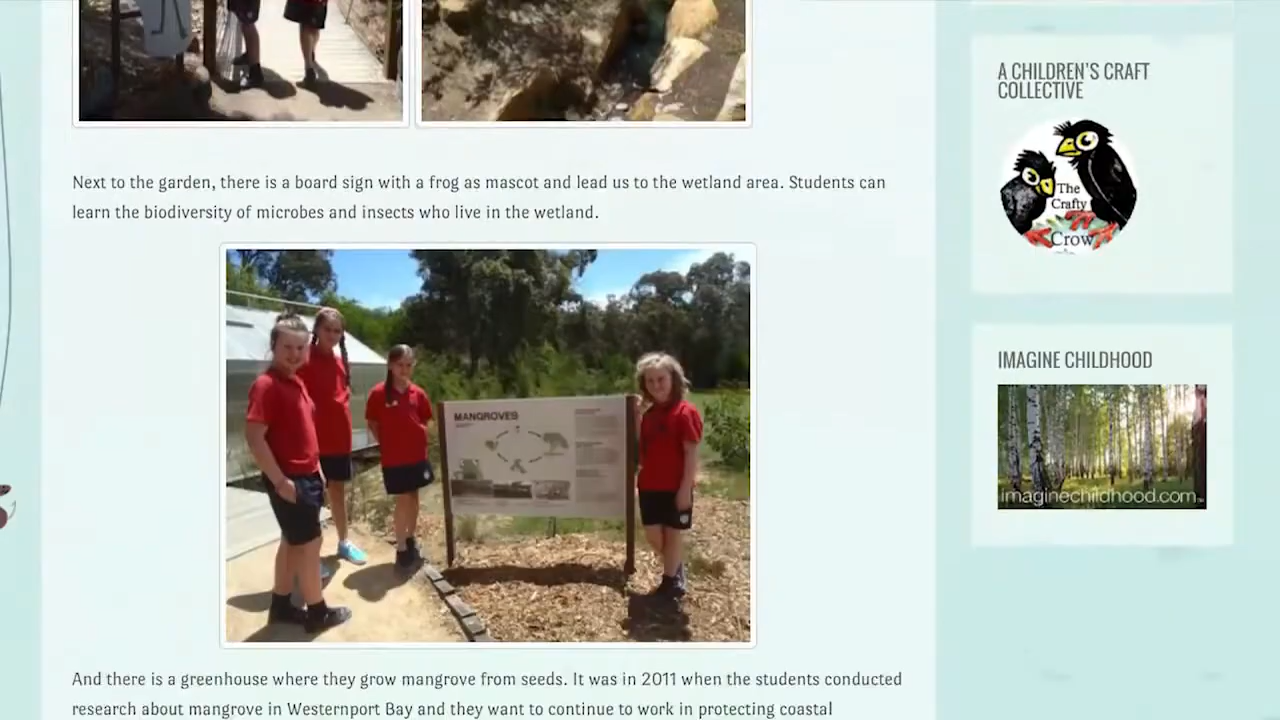 A CHILDREN'S CRAFT
COLLECTIVE
The
Crafty
Crow
Next to the garden, there is a board sign with a frog as mascot and lead us to the wetland area. Students can
learn the biodiversity of microbes and insects who live in the wetland.
MANGROVES
IMAGINE CHILDHOOD
imaginechildhood.com
And there is a greenhouse where they grow mangrove from seeds. It was in 2011 when the students conducted
research about mangrove in Westernport Bay and they want to continue to work in protecting coastal